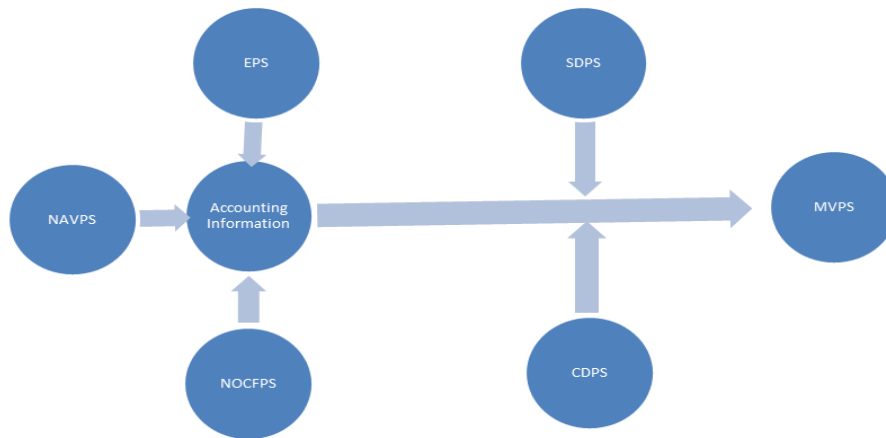 EPS
SDPS
NAVPS
Accounting
Information
MVPS
NOCFPS
CDPS